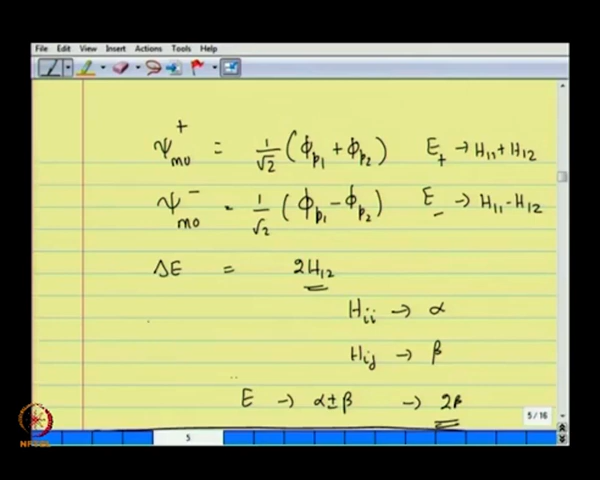 File Edit View Insert Actions Tools Help
ψ⁺ₘₒ = 1/√2 (ϕₚ₁ + ϕₚ₂) E₊ → H₁₁ + H₁₂
ψ⁻ₘₒ = 1/√2 (ϕₚ₁ - ϕₚ₂) E₋ → H₁₁ - H₁₂
ΔE = 2H₁₂
Hᵢᵢ → α
Hᵢⱼ → β
E → α ± β → 2β
5/16
5
NPTEL